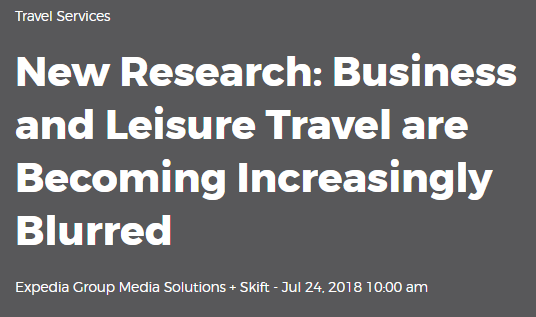 Travel Services
New Research: Business
and Leisure Travel are
Becoming Increasingly
Blurred
Expedia Group Media Solutions + Skift - Jul 24, 2018 10:00 am